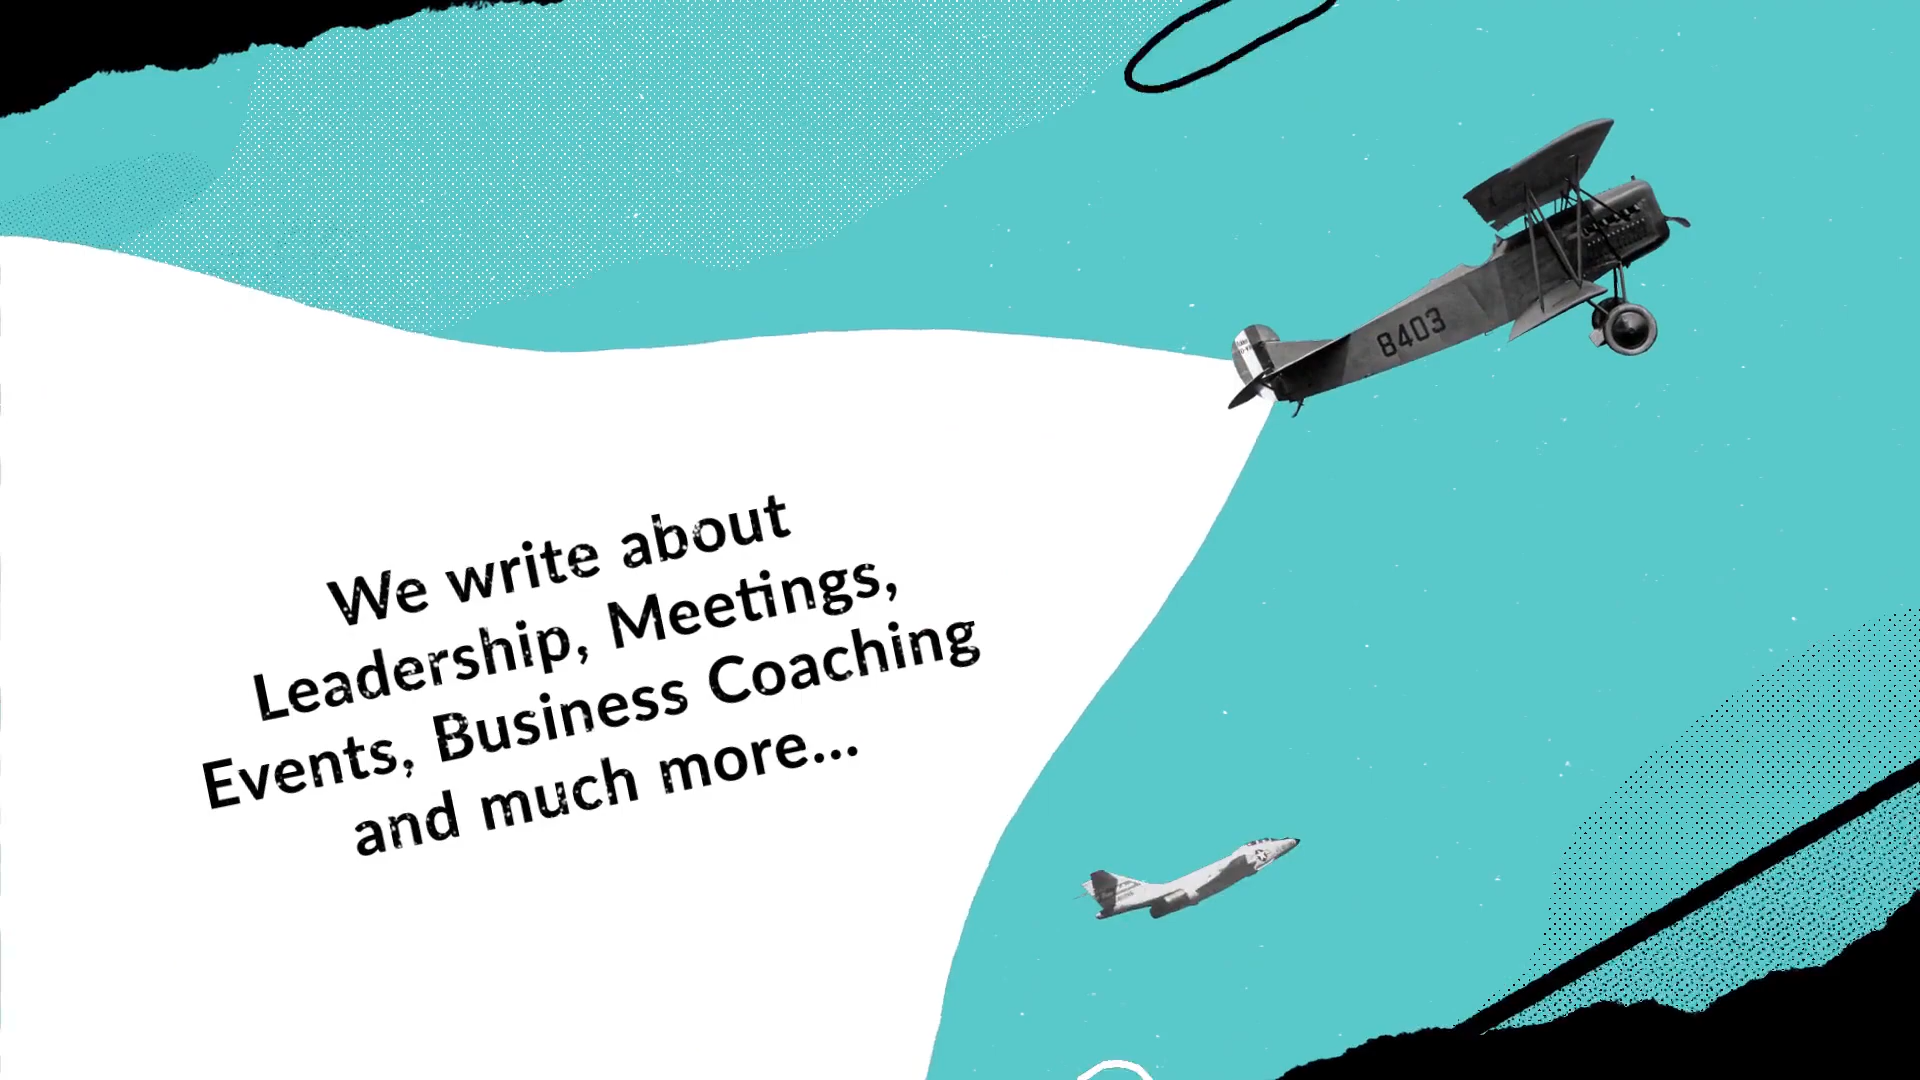 We write about
Leadership, Meetings,
Events, Business Coaching
and much more...
8403